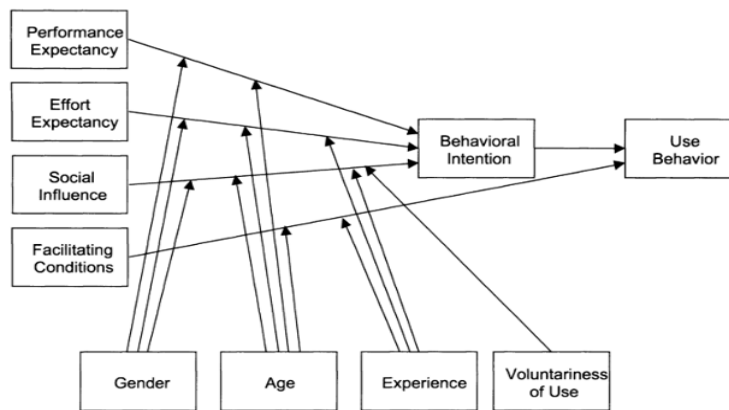 Performance
Expectancy
Effort
Expectancy
Social
Influence
Facilitating
Conditions
Behavioral
Intention
Use
Behavior
Gender
Age
Experience
Voluntariness
of Use